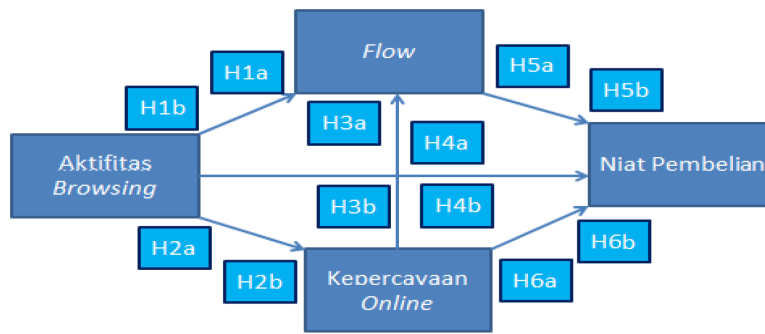 Flow
H1a
H5a
H1b
H5b
H3a
H4a
Aktifitas
Browsing
Niat Pembelian
H3b
H4b
H2a
H6b
H2b
Kepercayaan
Online
H6a